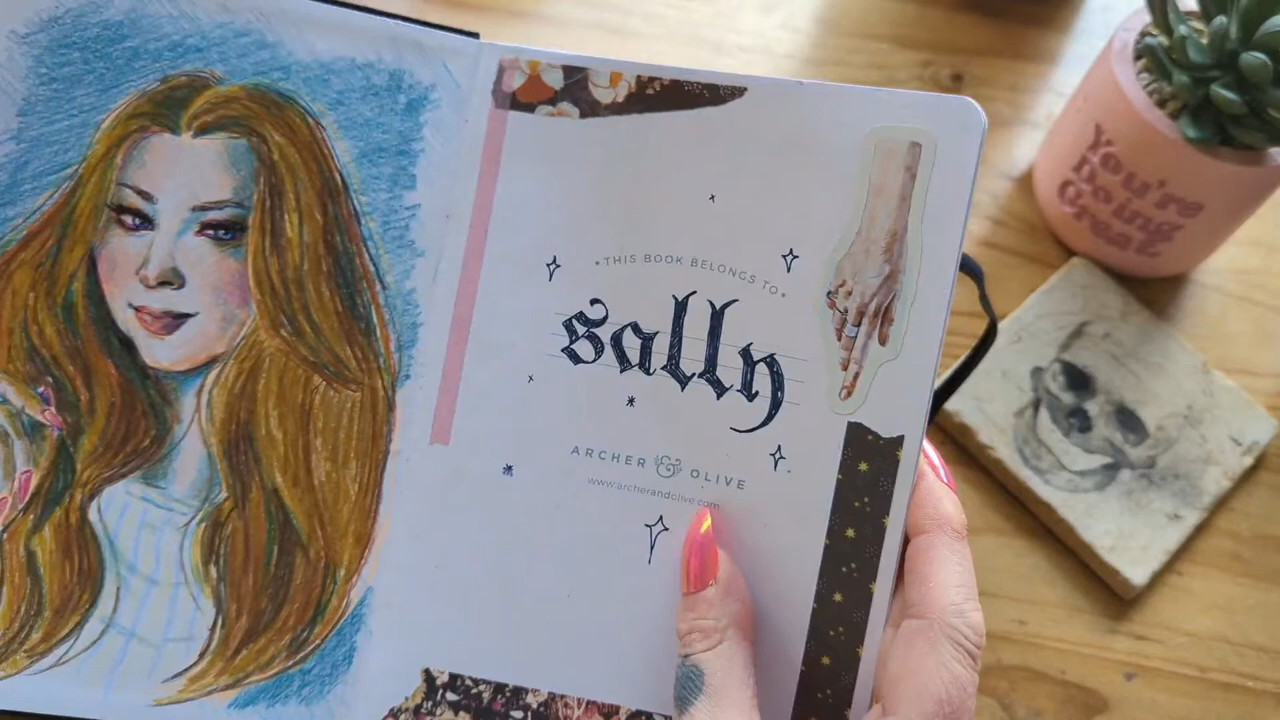 *THIS BOOK BELONGS TO*
sally
ARCHER & OLIVE
www.archerandolive.com
You're
Doing
Great